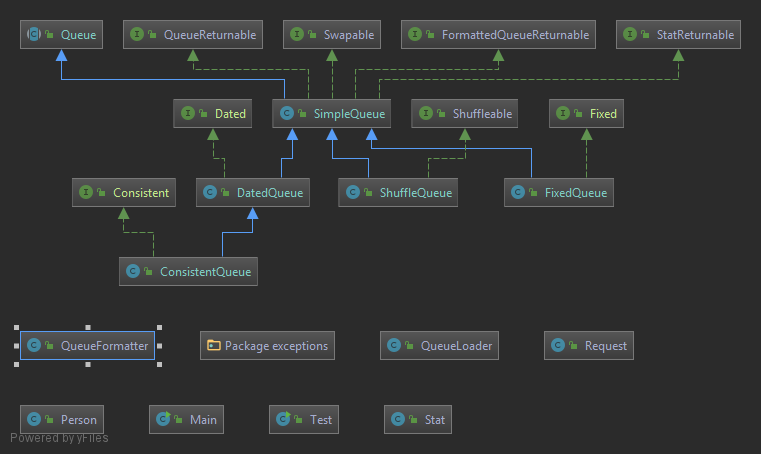 Queue QueueReturnable Swapable FormattedQueueReturnable StatReturnable
Dated SimpleQueue Shuffleable Fixed
Consistent DatedQueue ShuffleQueue FixedQueue
ConsistentQueue
QueueFormatter Package exceptions QueueLoader Request
Person Main Test Stat
Powered by yFiles